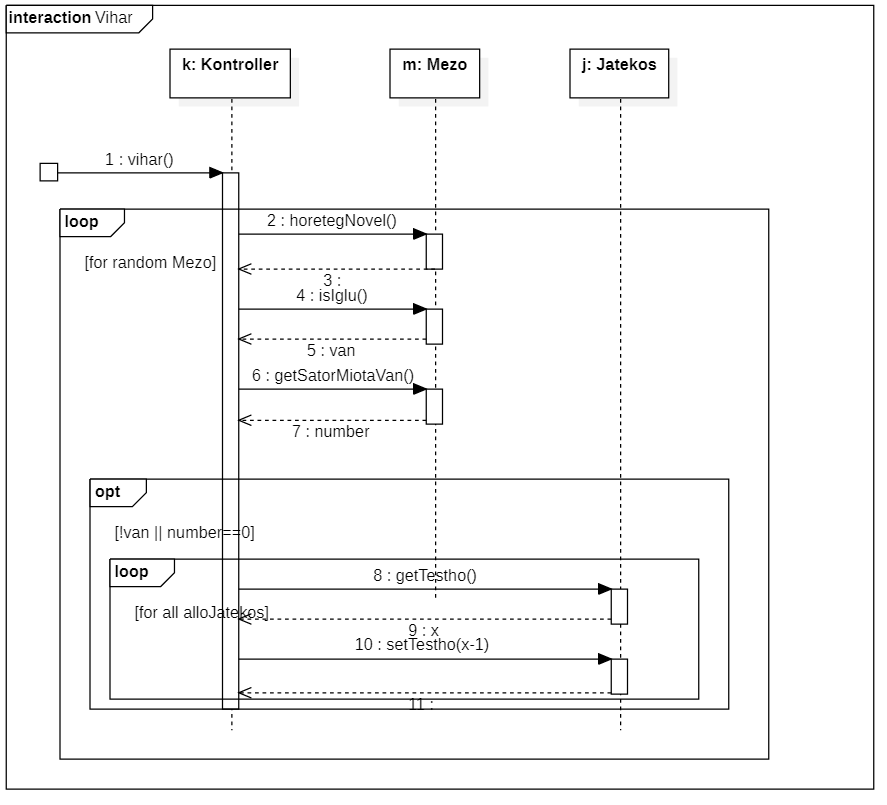 interaction Vihar
k: Kontroller
m: Mezo
j: Jatekos
1 : vihar()
loop
2 : horetegNovel()
[for random Mezo]
3 :
4 : isIglu()
5 : van
6 : getSatorMiotaVan()
7 : number
opt
[!van || number==0]
loop
8 : getTestho()
[for all alloJatekos]
9 : x
10 : setTestho(x-1)
11 :